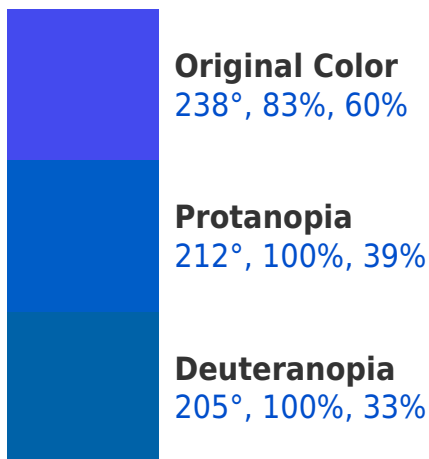 Original Color
238°, 83%, 60%
Protanopia
212°, 100%, 39%
Deuteranopia
205°, 100%, 33%